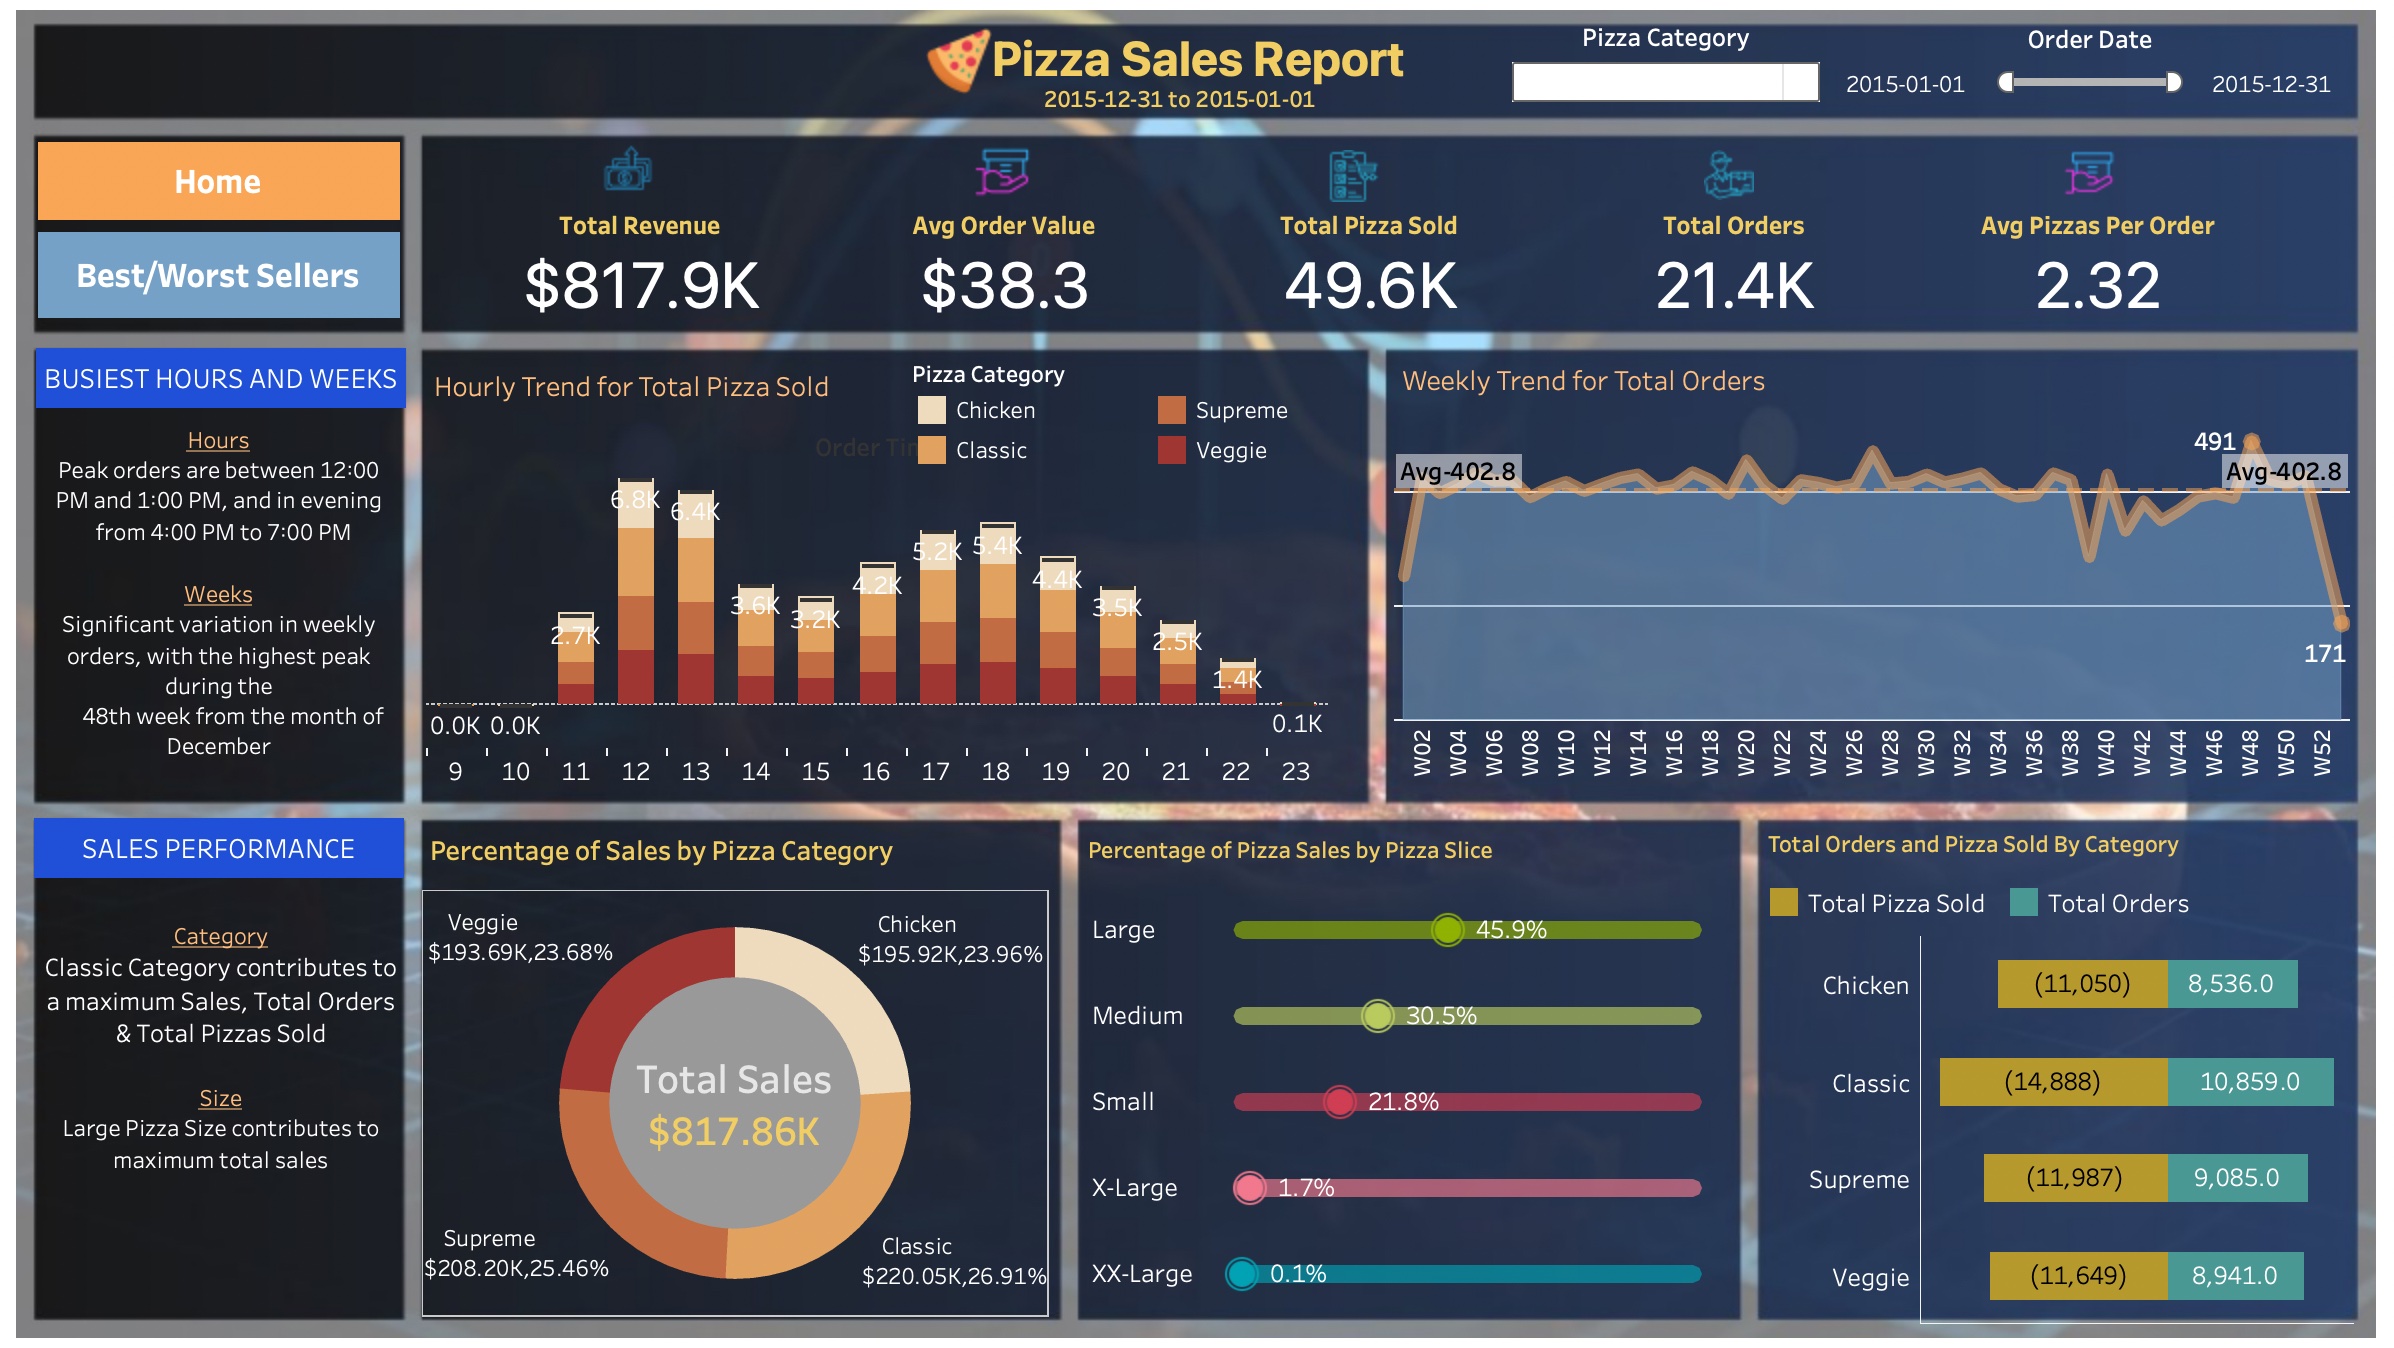 Pizza Sales Report
2015-12-31 to 2015-01-01
Pizza Category
Order Date
2015-01-01
2015-12-31
Home
Best/Worst Sellers
Total Revenue
$817.9K
Avg Order Value
$38.3
Total Pizza Sold
49.6K
Total Orders
21.4K
Avg Pizzas Per Order
2.32
BUSIEST HOURS AND WEEKS
Hours
Peak orders are between 12:00
PM and 1:00 PM, and in evening
from 4:00 PM to 7:00 PM
Weeks
Significant variation in weekly
orders, with the highest peak
during the
48th week from the month of
December
Hourly Trend for Total Pizza Sold
Pizza Category
Chicken
Supreme
Classic
Veggie
Order
6.8K
6.4K
5.2K
5.4K
4.2K
4.4K
3.6K
3.2K
3.5K
2.7K
2.5K
1.4K
0.0K 0.0K
0.1K
9 10 11 12 13 14 15 16 17 18 19 20 21 22 23
Weekly Trend for Total Orders
491
Avg-402.8
Avg-402.8
171
W02 W04 W06 W08 W10 W12 W14 W16 W18 W20 W22 W24 W26 W28 W30 W32 W34 W36 W38 W40 W42 W44 W46 W48 W50 W52
SALES PERFORMANCE
Category
Classic Category contributes to
a maximum Sales, Total Orders
& Total Pizzas Sold
Size
Large Pizza Size contributes to
maximum total sales
Percentage of Sales by Pizza Category
Veggie
$193.69K,23.68%
Chicken
$195.92K,23.96%
Total Sales
$817.86K
Supreme
$208.20K,25.46%
Classic
$220.05K,26.91%
Percentage of Pizza Sales by Pizza Slice
Large 45.9%
Medium 30.5%
Small 21.8%
X-Large 1.7%
XX-Large 0.1%
Total Orders and Pizza Sold By Category
Total Pizza Sold
Total Orders
Chicken (11,050) 8,536.0
Classic (14,888) 10,859.0
Supreme (11,987) 9,085.0
Veggie (11,649) 8,941.0